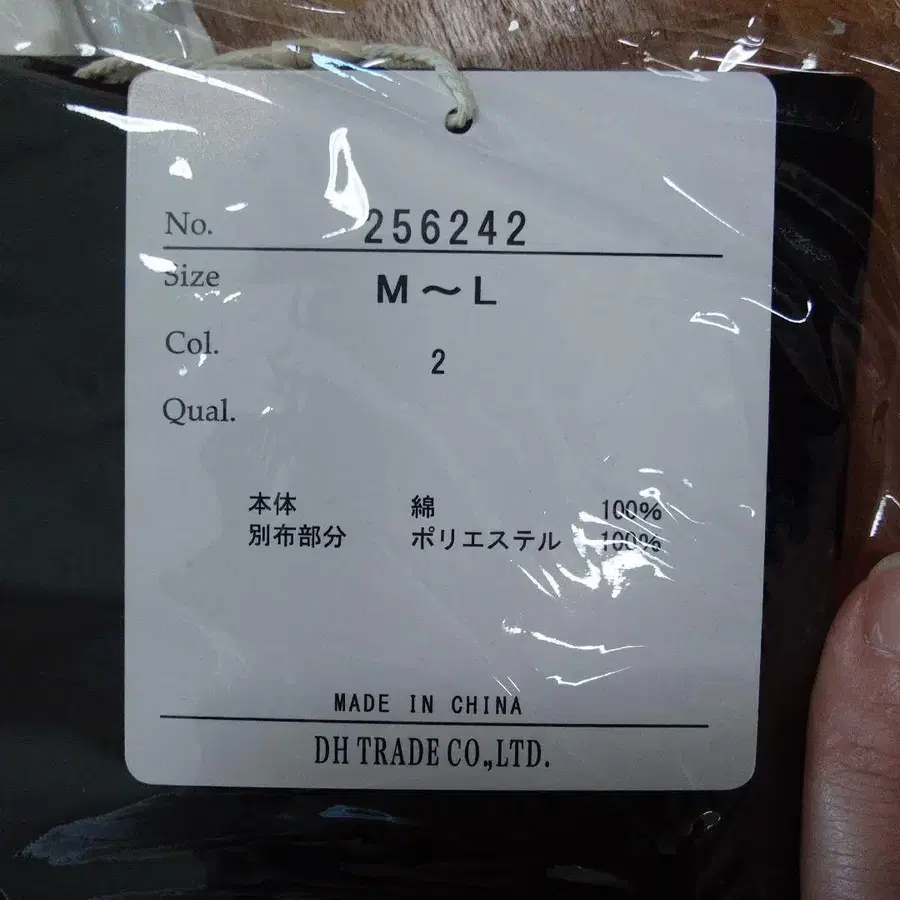 No. 256242
Size M～L
Col. 2
Qual.
本体 綿 100%
別布部分 ポリエステル 100%
MADE IN CHINA
DH TRADE CO.,LTD.